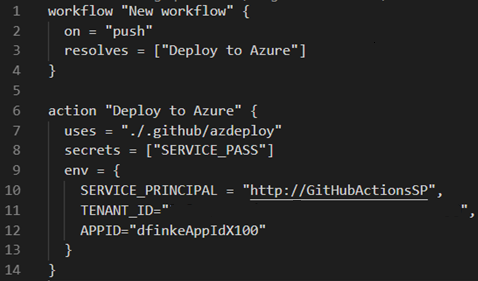 1 workflow "New workflow" {
2 on = "push"
3 resolves = ["Deploy to Azure"]
4 }
5
6 action "Deploy to Azure" {
7 uses = "./.github/azdeploy"
8 secrets = ["SERVICE_PASS"]
9 env = {
10 SERVICE_PRINCIPAL = "http://GitHubActionsSP",
11 TENANT_ID=" ",
12 APPID="dfinkeAppIdX100"
13 }
14 }